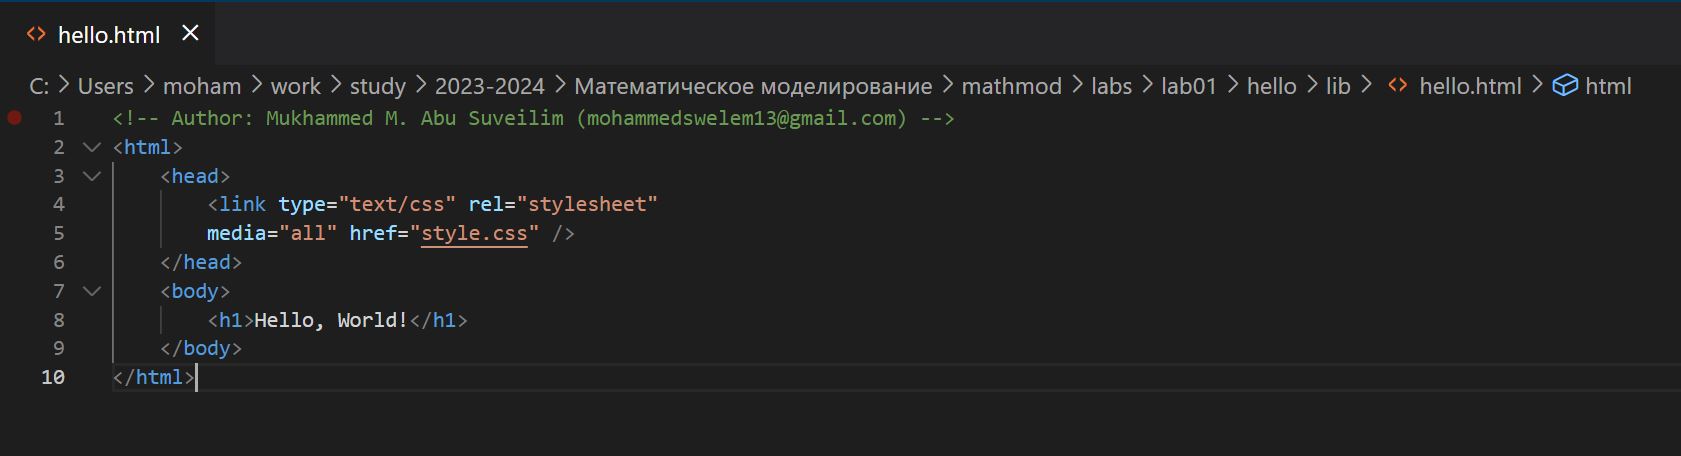 hello.html
C: > Users > moham > work > study > 2023-2024 > Математическое моделирование > mathmod > labs > lab01 > hello > lib > hello.html > html
1 <!-- Author: Mukhammed M. Abu Suveilim (mohammedswelem13@gmail.com) -->
2 <html>
3 <head>
4 <link type="text/css" rel="stylesheet"
5 media="all" href="style.css" />
6 </head>
7 <body>
8 <h1>Hello, World!</h1>
9 </body>
10 </html>